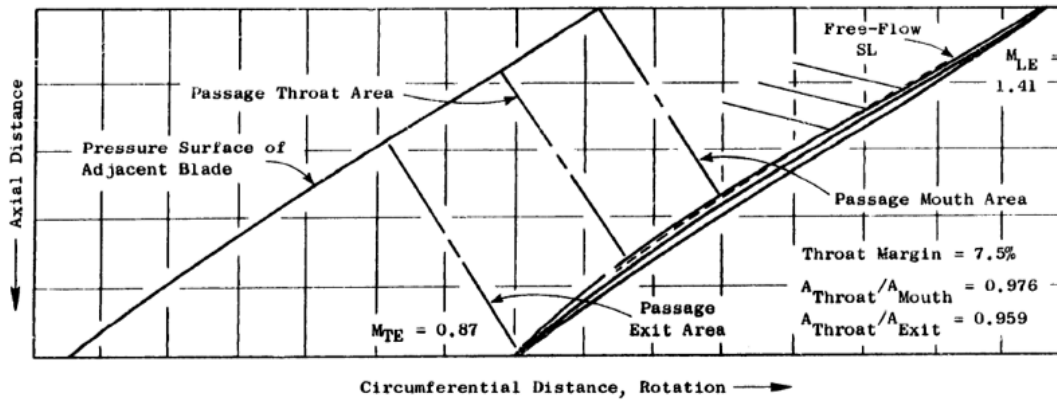 Free-Flow
SL
M_LE =
1.41
Passage Throat Area
Pressure Surface of
Adjacent Blade
Axial Distance
Passage Mouth Area
Throat Margin = 7.5%
A_Throat/A_Mouth = 0.976
A_Throat/A_Exit = 0.959
M_TE = 0.87
Passage
Exit Area
Circumferential Distance, Rotation